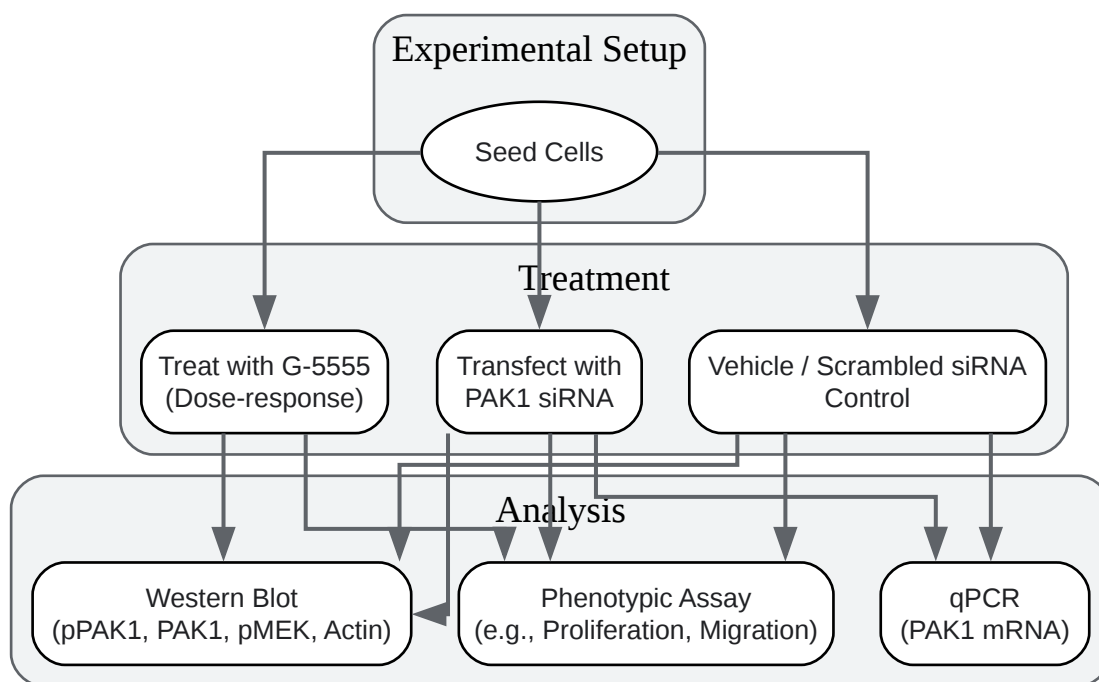 Experimental Setup
Seed Cells
Treatment
Treat with G-5555
(Dose-response)
Transfect with
PAK1 siRNA
Vehicle / Scrambled siRNA
Control
Analysis
Western Blot
(pPAK1, PAK1, pMEK, Actin)
Phenotypic Assay
(e.g., Proliferation, Migration)
qPCR
(PAK1 mRNA)